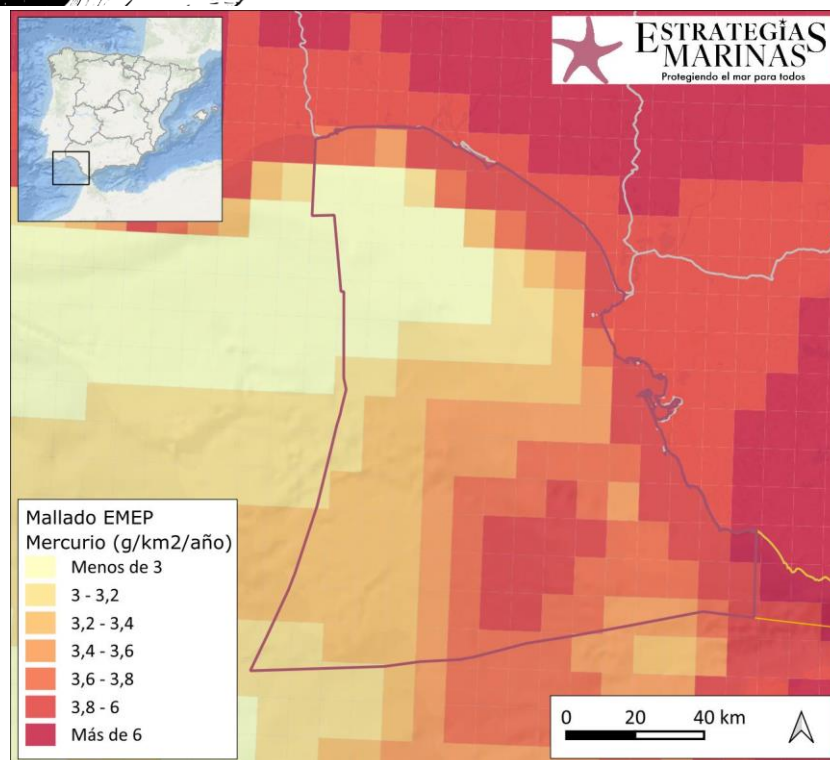 ESTRATEGIAS
MARINAS
Protegiendo el mar para todos
Mallado EMEP
Mercurio (g/km2/año)
Menos de 3
3 - 3,2
3,2 - 3,4
3,4 - 3,6
3,6 - 3,8
3,8 - 6
Más de 6
0 20 40 km